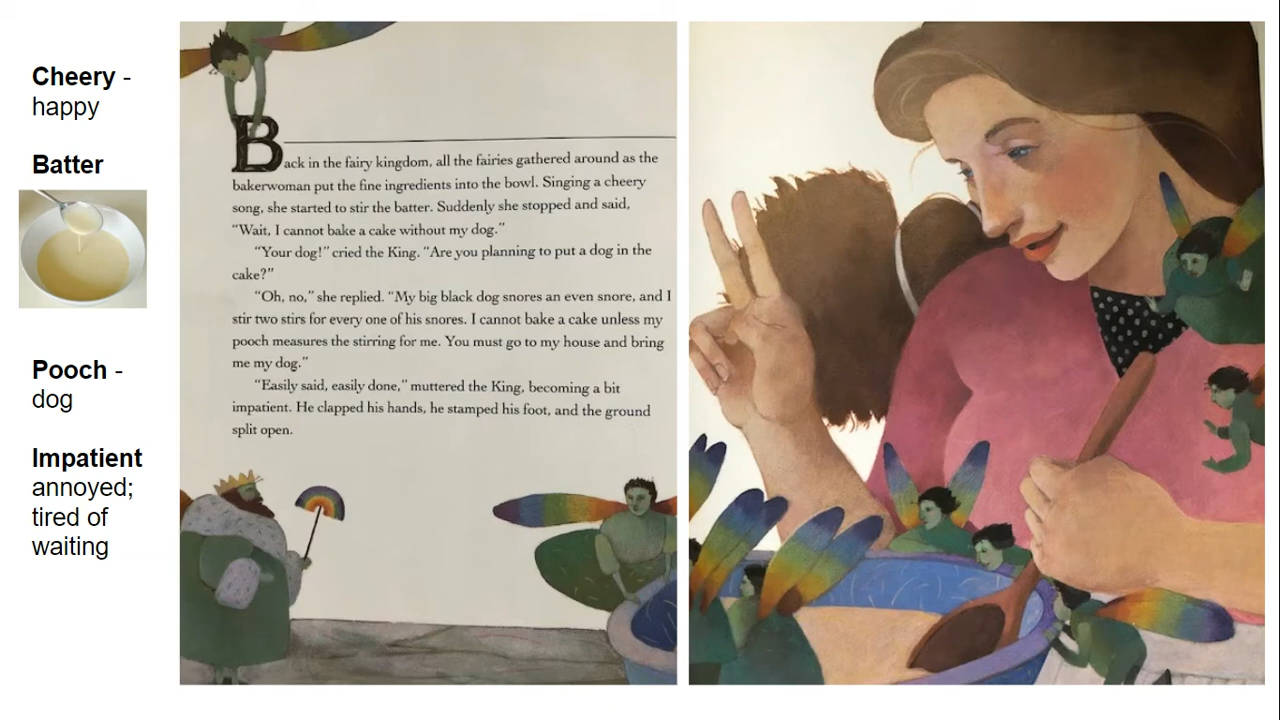 Cheery -
happy
Batter
Pooch -
dog
Impatient
annoyed;
tired of
waiting
Back in the fairy kingdom, all the fairies gathered around as the
bakerwoman put the fine ingredients into the bowl. Singing a cheery
song, she started to stir the batter. Suddenly she stopped and said,
“Wait, I cannot bake a cake without my dog.”
“Your dog!” cried the King. “Are you planning to put a dog in the
cake?”
“Oh, no,” she replied. “My big black dog snores an even snore, and I
stir two stirs for every one of his snores. I cannot bake a cake unless my
pooch measures the stirring for me. You must go to my house and bring
me my dog.”
“Easily said, easily done,” muttered the King, becoming a bit
impatient. He clapped his hands, he stamped his foot, and the ground
split open.